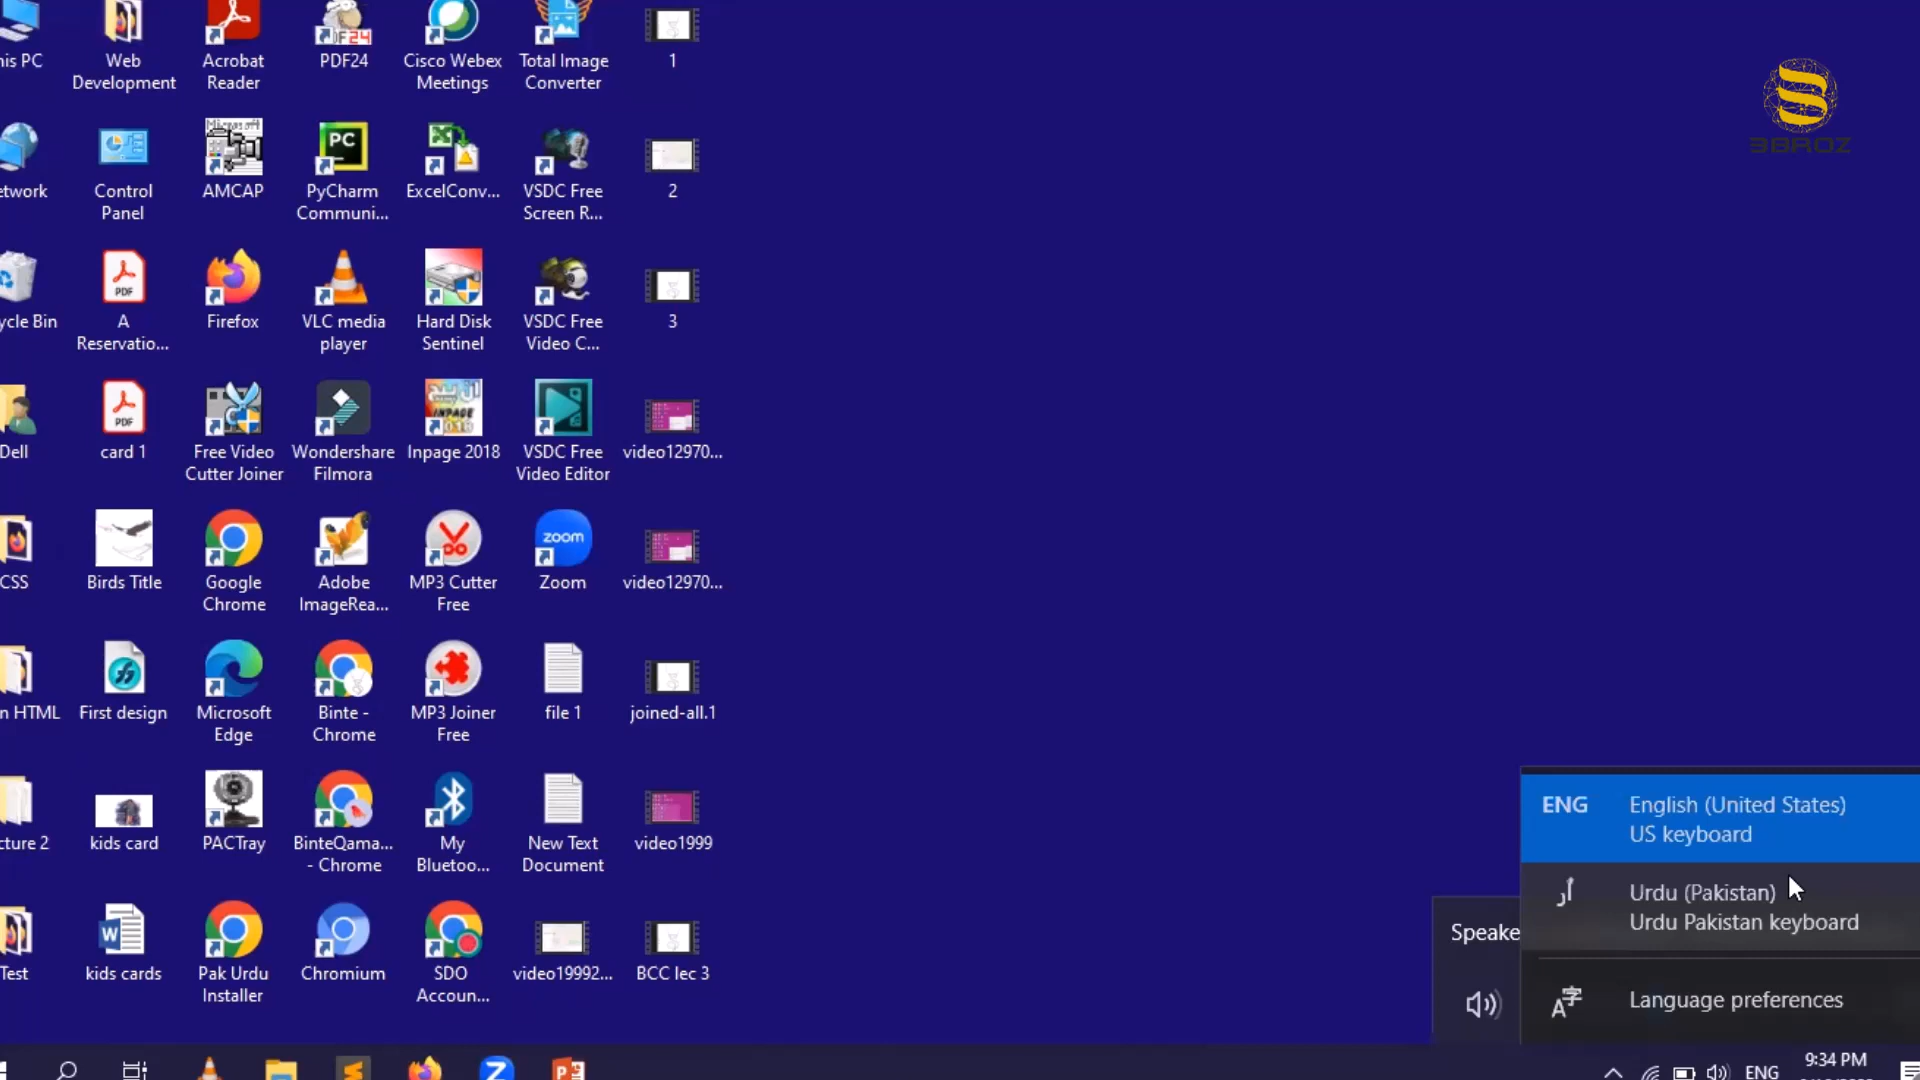 his PC
Web
Development
Acrobat
Reader
PDF24
Cisco Webex
Meetings
Total Image
Converter
1
3BROZ
etwork
Control
Panel
AMCAP
PyCharm
Communi...
ExcelConv...
VSDC Free
Screen R...
2
ycle Bin
A
Reservatio...
Firefox
VLC media
player
Hard Disk
Sentinel
VSDC Free
Video C...
3
Dell
card 1
Free Video
Cutter Joiner
Wondershare
Filmora
Inpage 2018
VSDC Free
Video Editor
video12970...
CSS
Birds Title
Google
Chrome
Adobe
ImageRea...
MP3 Cutter
Free
zoom
Zoom
video12970...
n HTML
First design
Microsoft
Edge
Binte -
Chrome
MP3 Joiner
Free
file 1
joined-all.1
cture 2
kids card
PACTray
BinteQama...
- Chrome
My
Bluetoo...
New Text
Document
video1999
Test
kids cards
Pak Urdu
Installer
Chromium
SDO
Accoun...
video19992...
BCC lec 3
ENG English (United States)
US keyboard
اُر Urdu (Pakistan)
Urdu Pakistan keyboard
Speake
Language preferences
ENG
9:34 PM